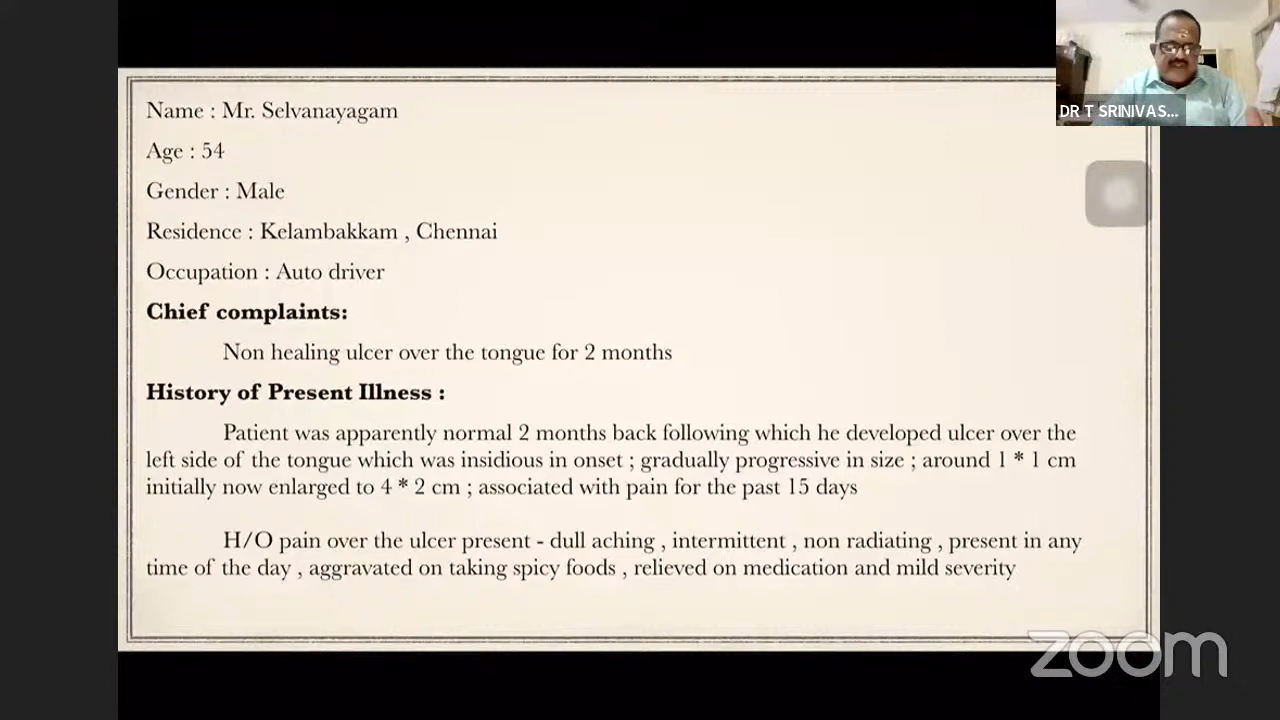 Name : Mr. Selvanayagam
Age : 54
Gender : Male
Residence : Kelambakkam , Chennai
Occupation : Auto driver
Chief complaints:
Non healing ulcer over the tongue for 2 months
History of Present Illness :
Patient was apparently normal 2 months back following which he developed ulcer over the
left side of the tongue which was insidious in onset ; gradually progressive in size ; around 1 * 1 cm
initially now enlarged to 4 * 2 cm ; associated with pain for the past 15 days
H/O pain over the ulcer present - dull aching , intermittent , non radiating , present in any
time of the day , aggravated on taking spicy foods , relieved on medication and mild severity
DR T SRINIVAS...
zoom